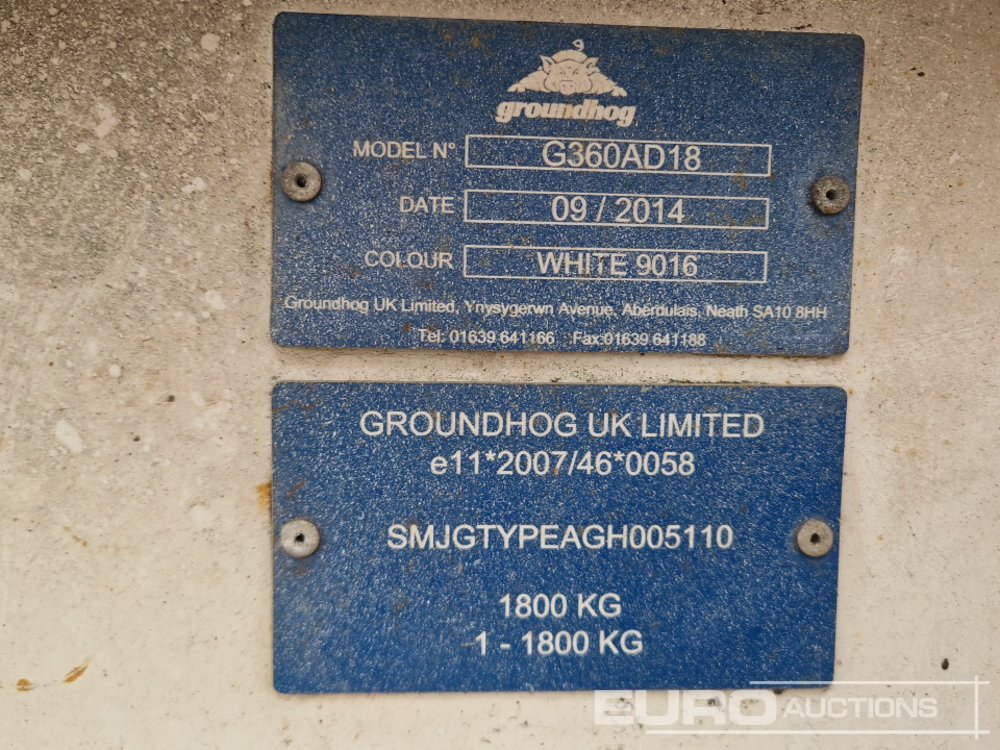 groundhog
MODEL N° G360AD18
DATE 09 / 2014
COLOUR WHITE 9016
Groundhog UK Limited, Ynysygerwn Avenue, Aberdulais, Neath SA10 8HH
Tel: 01639 641166 Fax:01639 641188
GROUNDHOG UK LIMITED
e11*2007/46*0058
SMJGTYPEAGH005110
1800 KG
1 - 1800 KG
EURO AUCTIONS